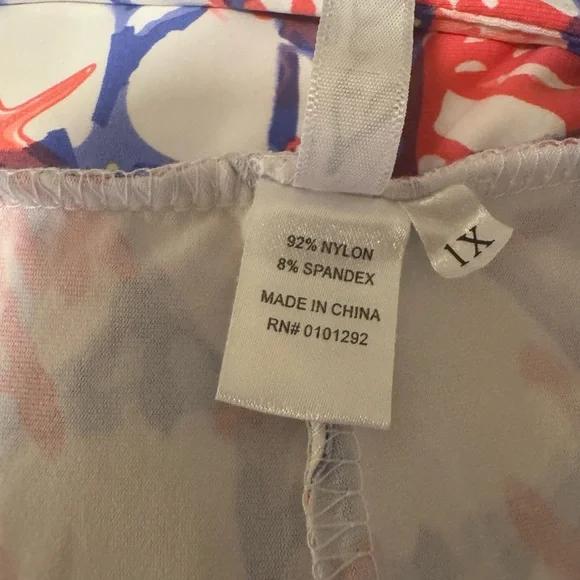 92% NYLON
8% SPANDEX
MADE IN CHINA
RN# 0101292
1X